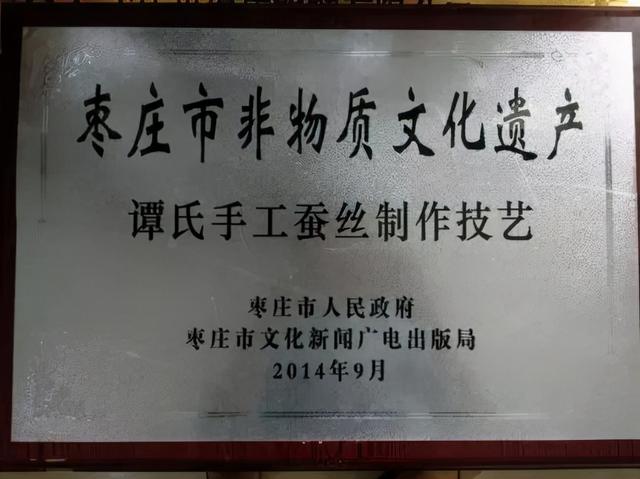 枣庄市非物质文化遗产
谭氏手工蚕丝制作技艺
枣庄市人民政府
枣庄市文化新闻广电出版局
2014年9月